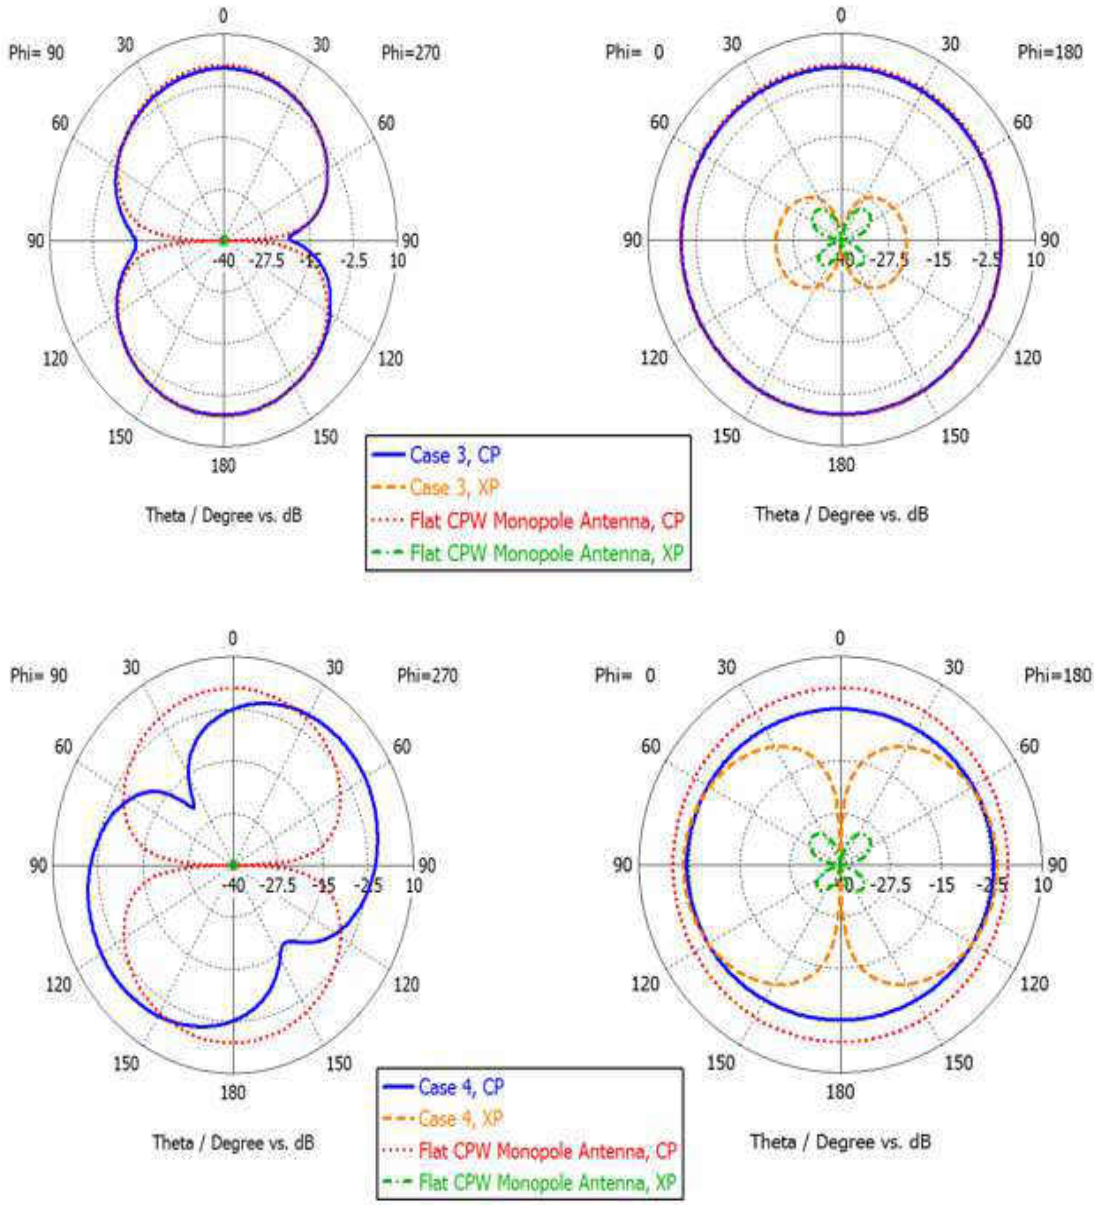 0
0
Phi= 90
30
30
Phi=270
Phi= 0
30
30
Phi=180
60
60
60
60
90
90
90
90
-40 -27.5 -15 -2.5 10
-40 -27.5 -15 -2.5 10
120
120
120
120
150
150
150
150
180
180
Case 3, CP
Case 3, XP
Flat CPW Monopole Antenna, CP
Flat CPW Monopole Antenna, XP
Theta / Degree vs. dB
Theta / Degree vs. dB
0
0
Phi= 90
30
30
Phi=270
Phi= 0
30
30
Phi=180
60
60
60
60
90
90
90
90
-40 -27.5 -15 -2.5 10
-40 -27.5 -15 -2.5 10
120
120
120
120
150
150
150
150
180
180
Case 4, CP
Case 4, XP
Flat CPW Monopole Antenna, CP
Flat CPW Monopole Antenna, XP
Theta / Degree vs. dB
Theta / Degree vs. dB